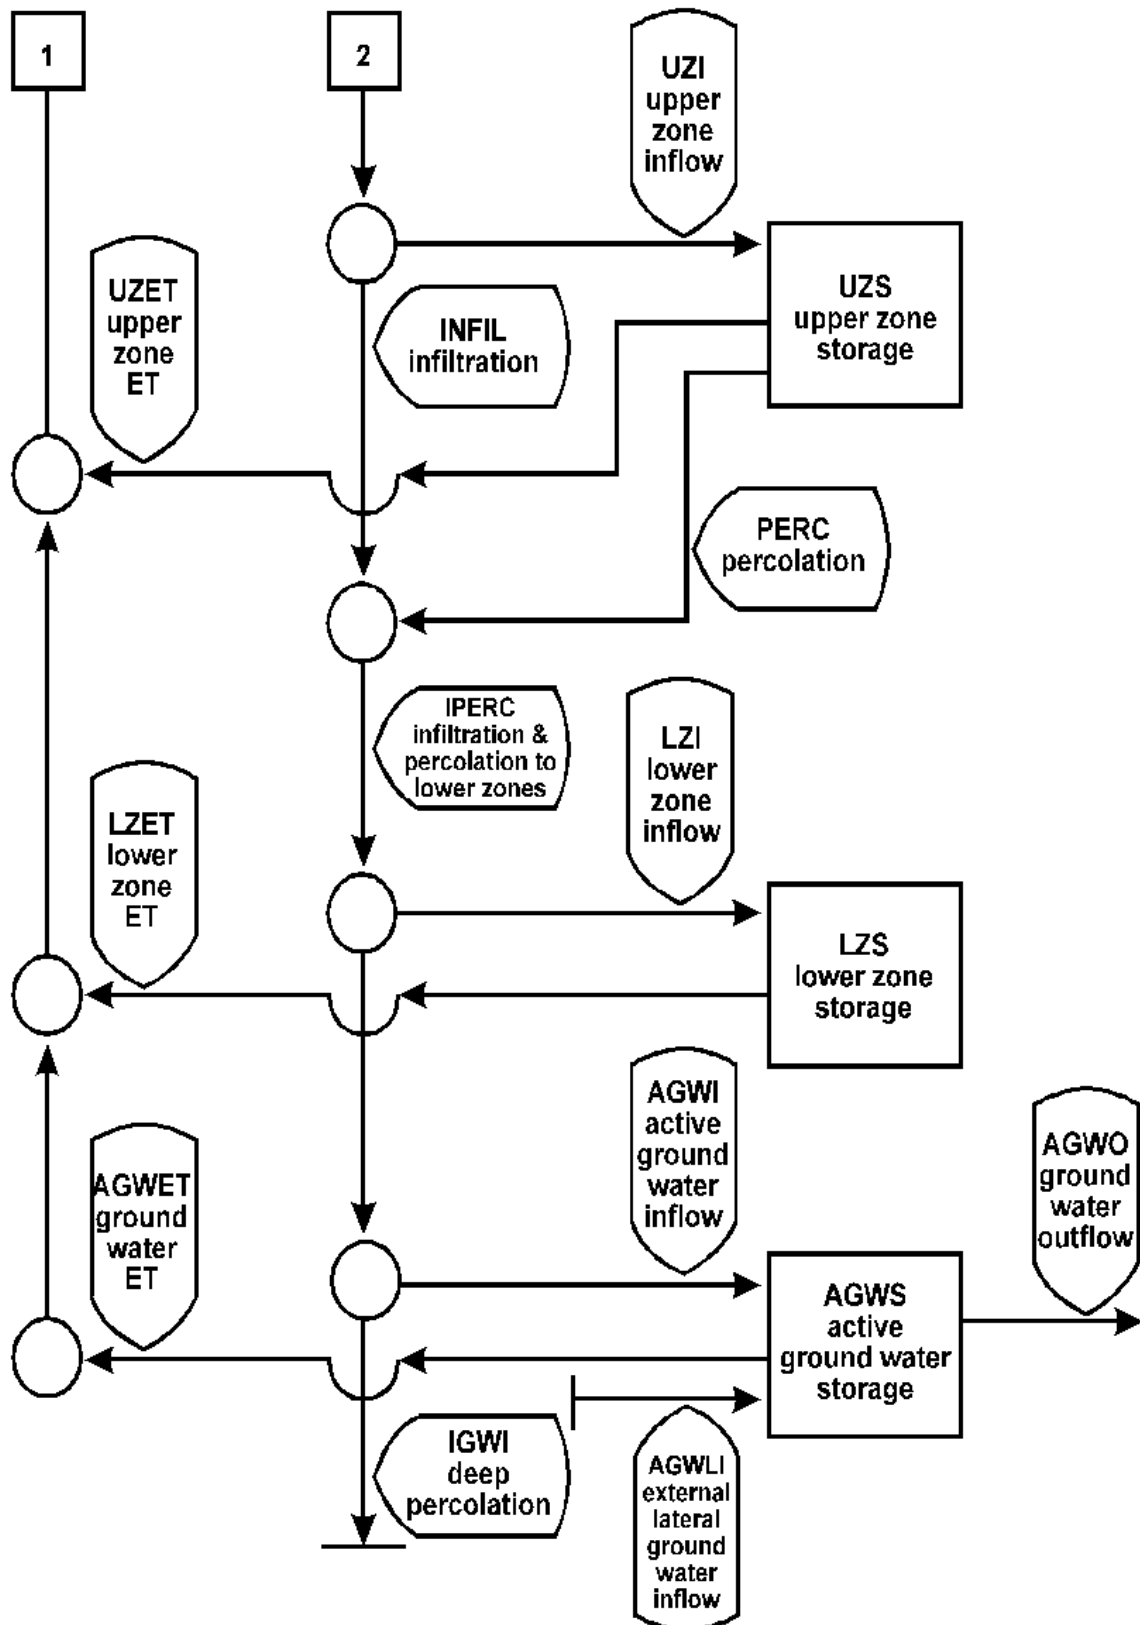 1
2
UZI
upper
zone
inflow
UZET
upper
zone
ET
INFIL
infiltration
UZS
upper zone
storage
PERC
percolation
IPERC
infiltration &
percolation to
lower zones
LZI
lower
zone
inflow
LZET
lower
zone
ET
LZS
lower zone
storage
AGWI
active
ground
water
inflow
AGWET
ground
water
ET
AGWO
ground
water
outflow
AGWS
active
ground water
storage
IGWI
deep
percolation
AGWLI
external
lateral
ground
water
inflow